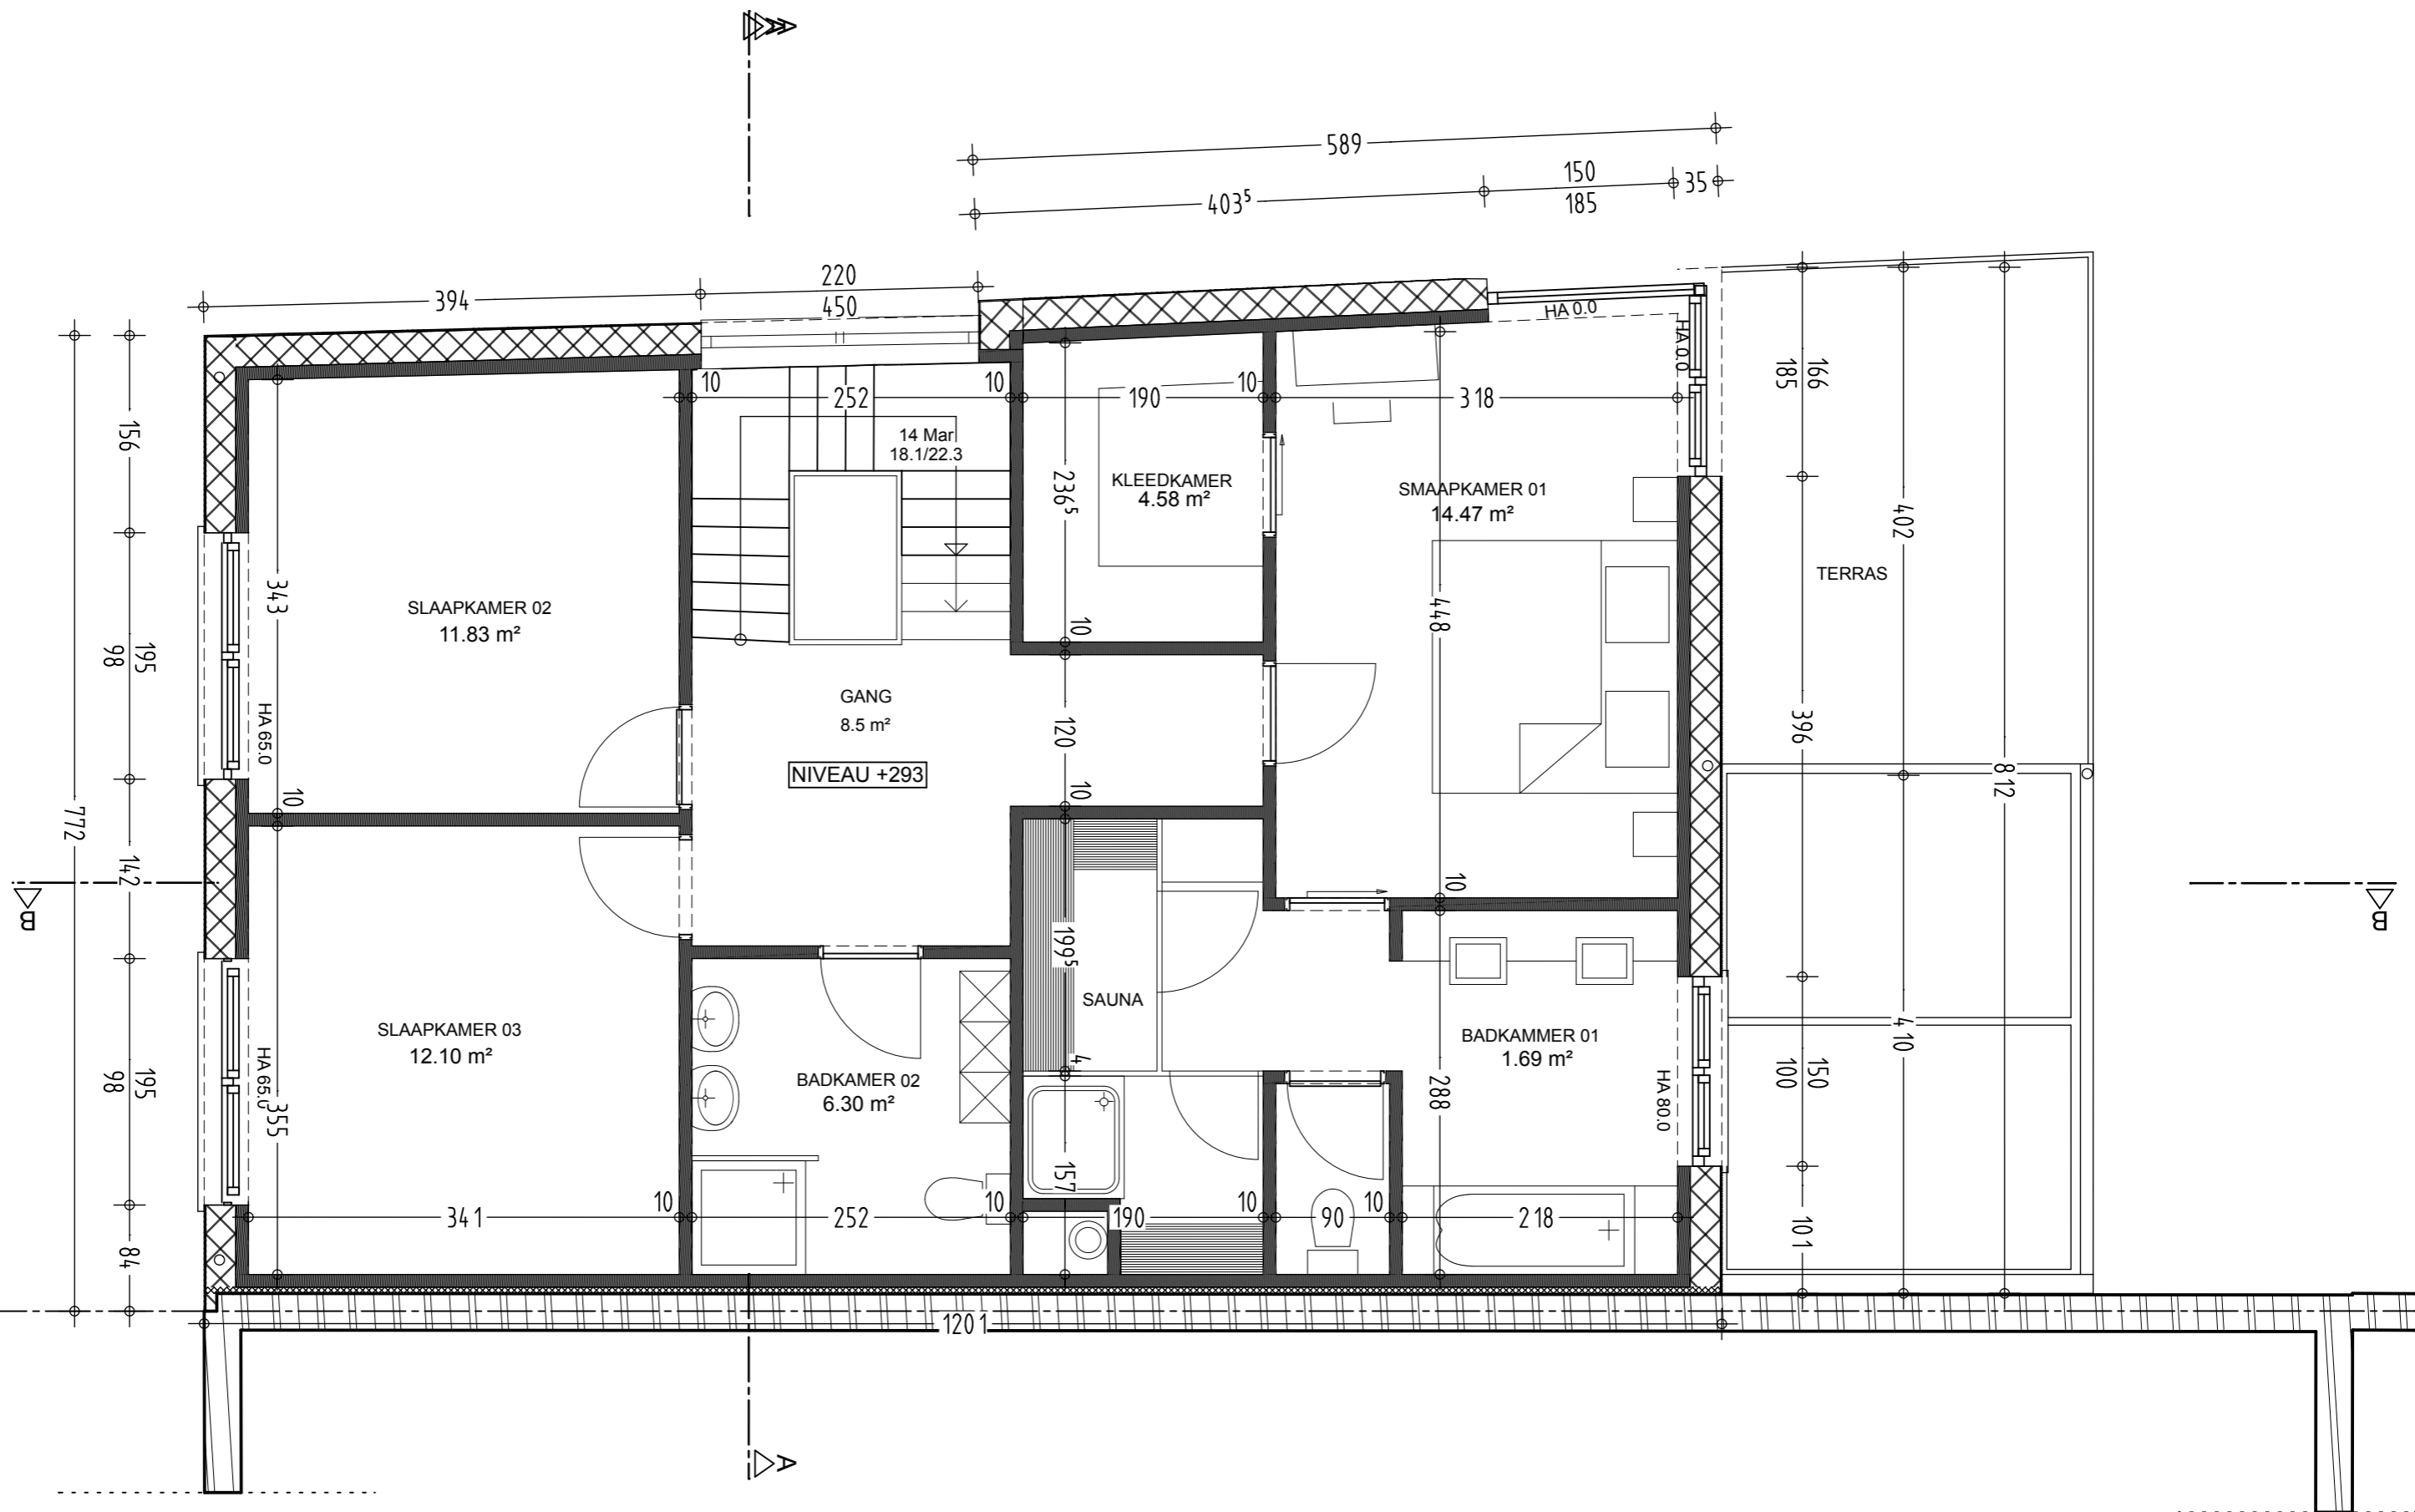 A
589
150
403⁵
185
35
220
394
450
HA 0.0
HA 0.0
166
185
10
252
10
190
10
318
156
14 Mar
18.1/22.3
236⁵
KLEEDKAMER
4.58 m²
SMAAPKAMER 01
14.47 m²
402
TERRAS
343
SLAAPKAMER 02
11.83 m²
10
448
195
98
HA 65.0
GANG
8.5 m²
120
396
NIVEAU +293
812
10
10
772
142
10
B
B
199⁵
SAUNA
SLAAPKAMER 03
12.10 m²
BADKAMMER 01
1.69 m²
410
4
195
98
HA 65.0
355
BADKAMER 02
6.30 m²
288
HA 80.0
150
100
157
341
10
252
10
190
10
90
10
218
101
84
1201
A